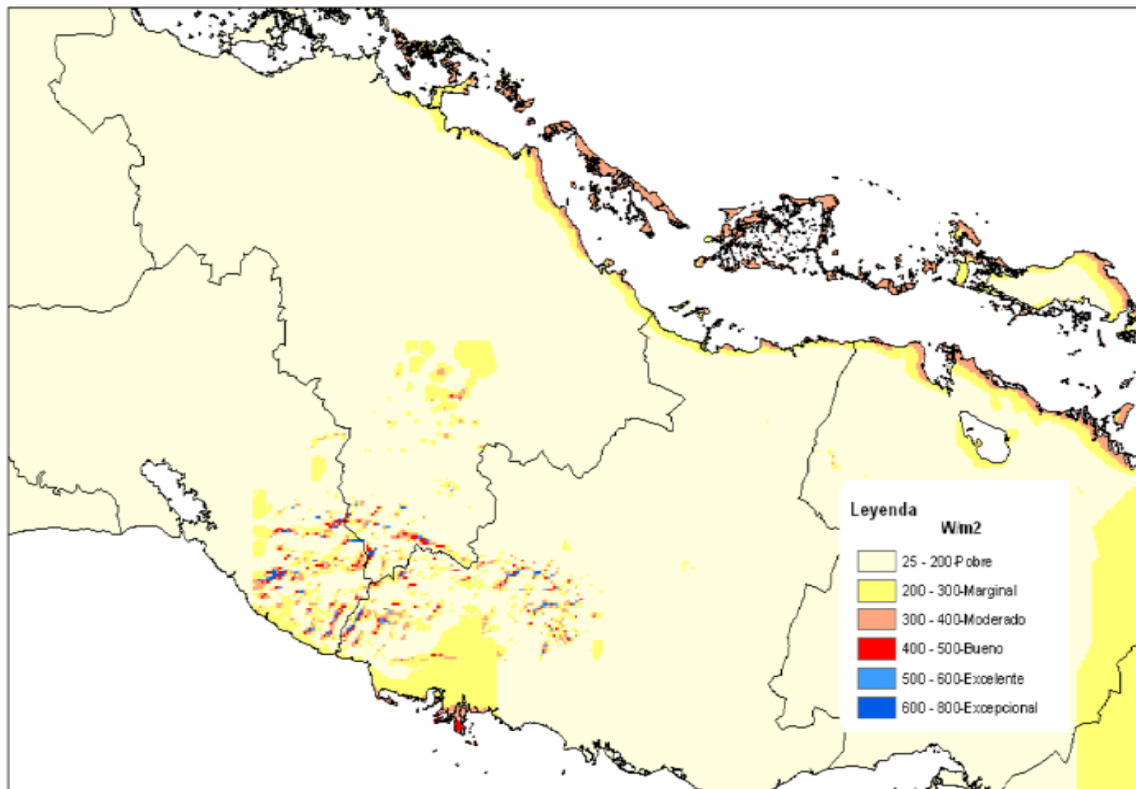 Leyenda
W/m2
25 - 200-Pobre
200 - 300-Marginal
300 - 400-Moderado
400 - 500-Bueno
500 - 600-Excelente
600 - 800-Excepcional